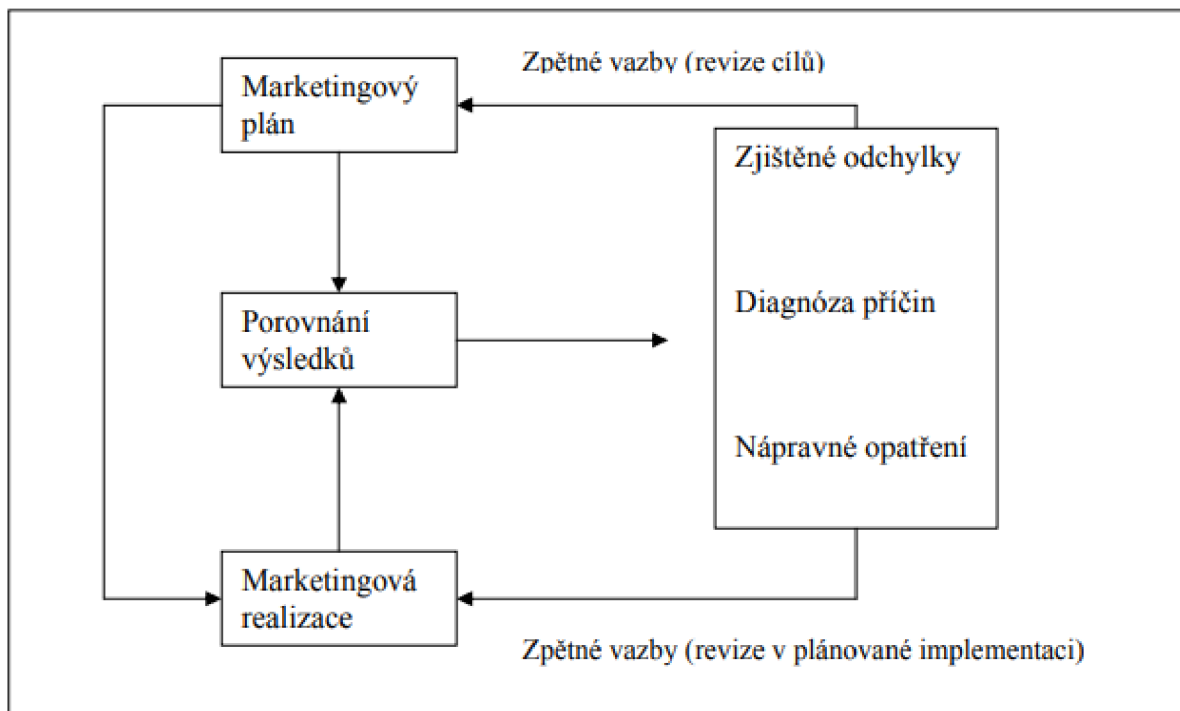 Zpětné vazby (revize cílů)
Marketingový
plán
Zjištěné odchylky
Diagnóza příčin
Porovnání
výsledků
Nápravné opatření
Marketingová
realizace
Zpětné vazby (revize v plánované implementaci)